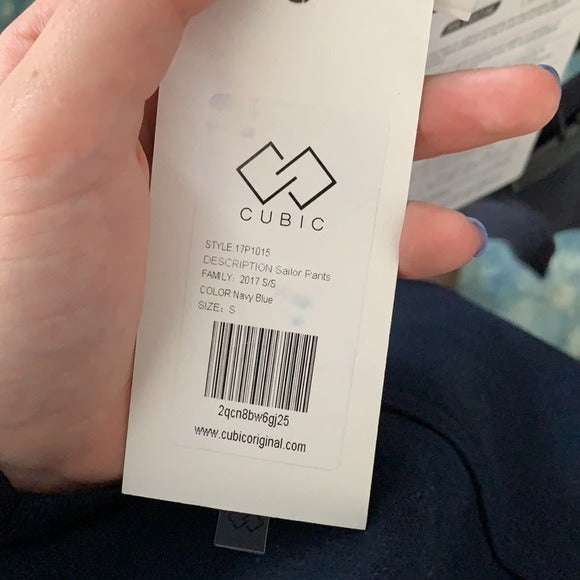 CUBIC
STYLE:17P1015
DESCRIPTION Sailor Pants
FAMILY: 2017 S/S
COLOR:Navy Blue
SIZE: S
2qcn8bw6gj25
www.cubicoriginal.com